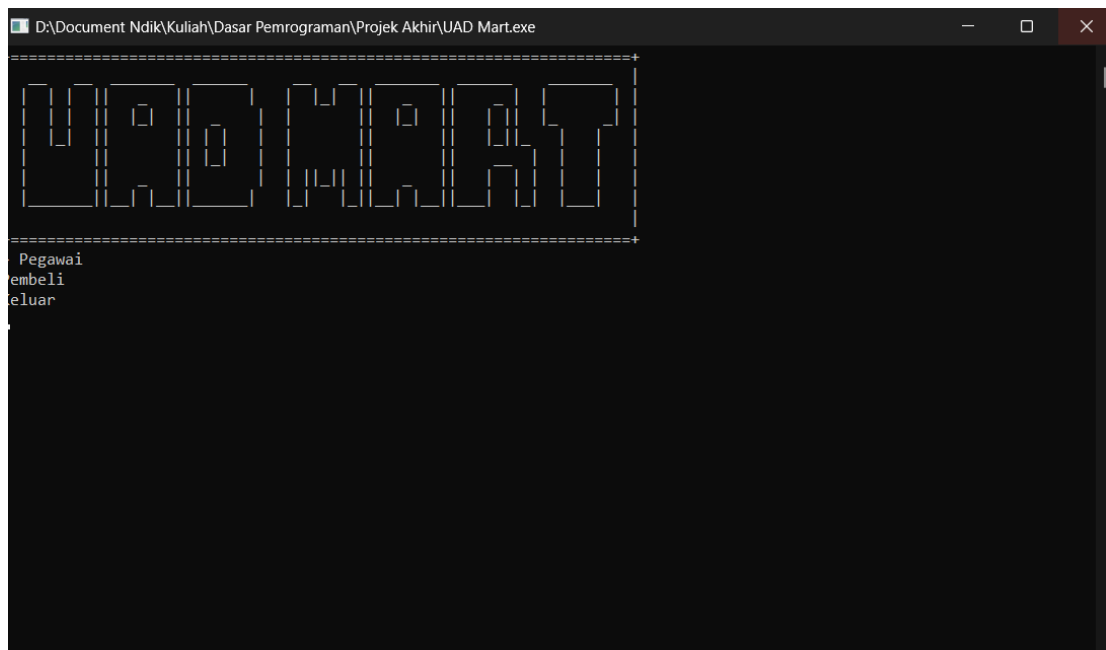 D:\Document Ndik\Kuliah\Dasar Pemrograman\Projek Akhir\UAD Mart.exe
UAD MART
Pegawai
embeli
eluar